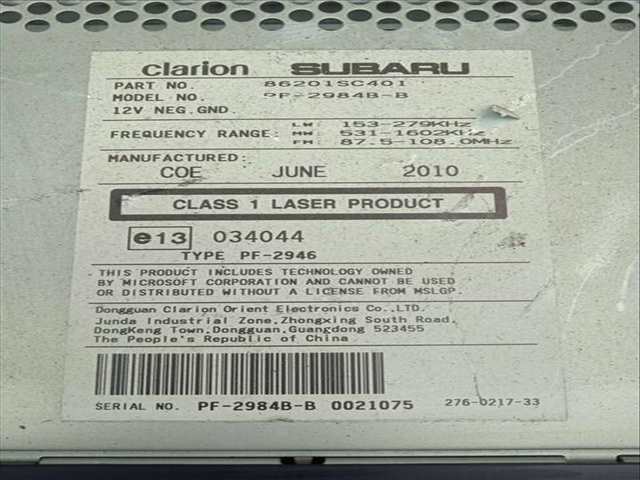 Clarion SUBARU
PART NO. 86201SC401
MODEL NO. PF-2984B-B
12V NEG.GND.
FREQUENCY RANGE: LW: 153-279KHz
MW: 531-1602KHz
FM: 87.5-108.0MHz
MANUFACTURED:
COE JUNE 2010
CLASS 1 LASER PRODUCT
e13 034044
TYPE PF-2946
THIS PRODUCT INCLUDES TECHNOLOGY OWNED
BY MICROSOFT CORPORATION AND CANNOT BE USED
OR DISTRIBUTED WITHOUT A LICENSE FROM MSLGP.
Dongguan Clarion Orient Electronics Co.,LTD.
Junda Industrial Zone,Zhongxing South Road,
DongKeng Town,Dongguan,Guangdong 523455
The People's Republic of China
SERIAL NO. PF-2984B-B 0021075 276-0217-33